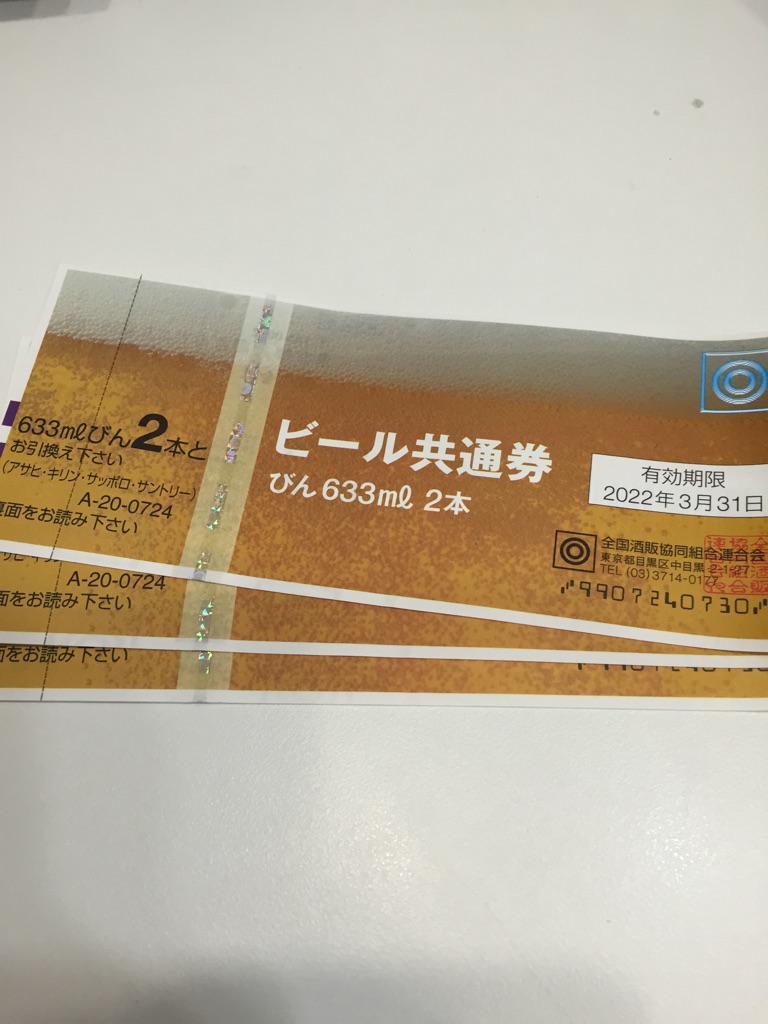 633mlびん2本と
お引換え下さい
(アサヒ・キリン・サッポロ・サントリー)
A-20-0724
裏面をお読み下さい
ビール共通券
びん 633ml 2本
有効期限
2022年3月31日
全国酒販協同組合連合会
東京都目黒区中目黒 2-1-27
TEL (03) 3714-0177
9907240730
A-20-0724
面をお読み下さい
面をお読み下さい